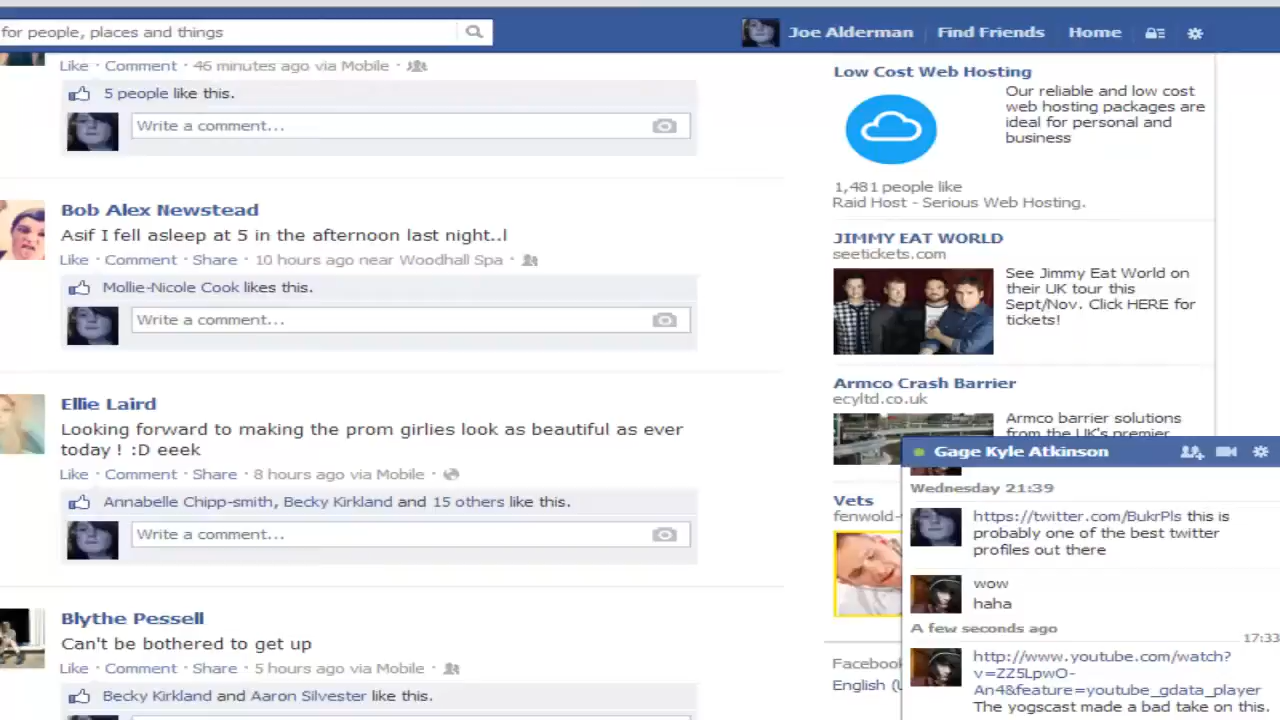 for people, places and things
Joe Alderman
Find Friends
Home
Like · Comment · 46 minutes ago via Mobile ·
5 people like this.
Write a comment...
Bob Alex Newstead
Asif I fell asleep at 5 in the afternoon last night..l
Like · Comment · Share · 10 hours ago near Woodhall Spa ·
Mollie-Nicole Cook likes this.
Write a comment...
Ellie Laird
Looking forward to making the prom girlies look as beautiful as ever
today ! :D eeek
Like · Comment · Share · 8 hours ago via Mobile ·
Annabelle Chipp-smith, Becky Kirkland and 15 others like this.
Write a comment...
Blythe Pessell
Can't be bothered to get up
Like · Comment · Share · 5 hours ago via Mobile ·
Becky Kirkland and Aaron Silvester like this.
Low Cost Web Hosting
Our reliable and low cost
web hosting packages are
ideal for personal and
business
1,481 people like
Raid Host - Serious Web Hosting.
JIMMY EAT WORLD
seetickets.com
See Jimmy Eat World on
their UK tour this
Sept/Nov. Click HERE for
tickets!
Armco Crash Barrier
ecyltd.co.uk
Armco barrier solutions
from the UK's premier
Vets
fenwold-
Facebook
English (
Gage Kyle Atkinson
Wednesday 21:39
https://twitter.com/BukrPls this is
probably one of the best twitter
profiles out there
wow
haha
A few seconds ago
17:33
http://www.youtube.com/watch?
v=ZZ5LpwO-
An4&feature=youtube_gdata_player
The yogscast made a bad take on this.